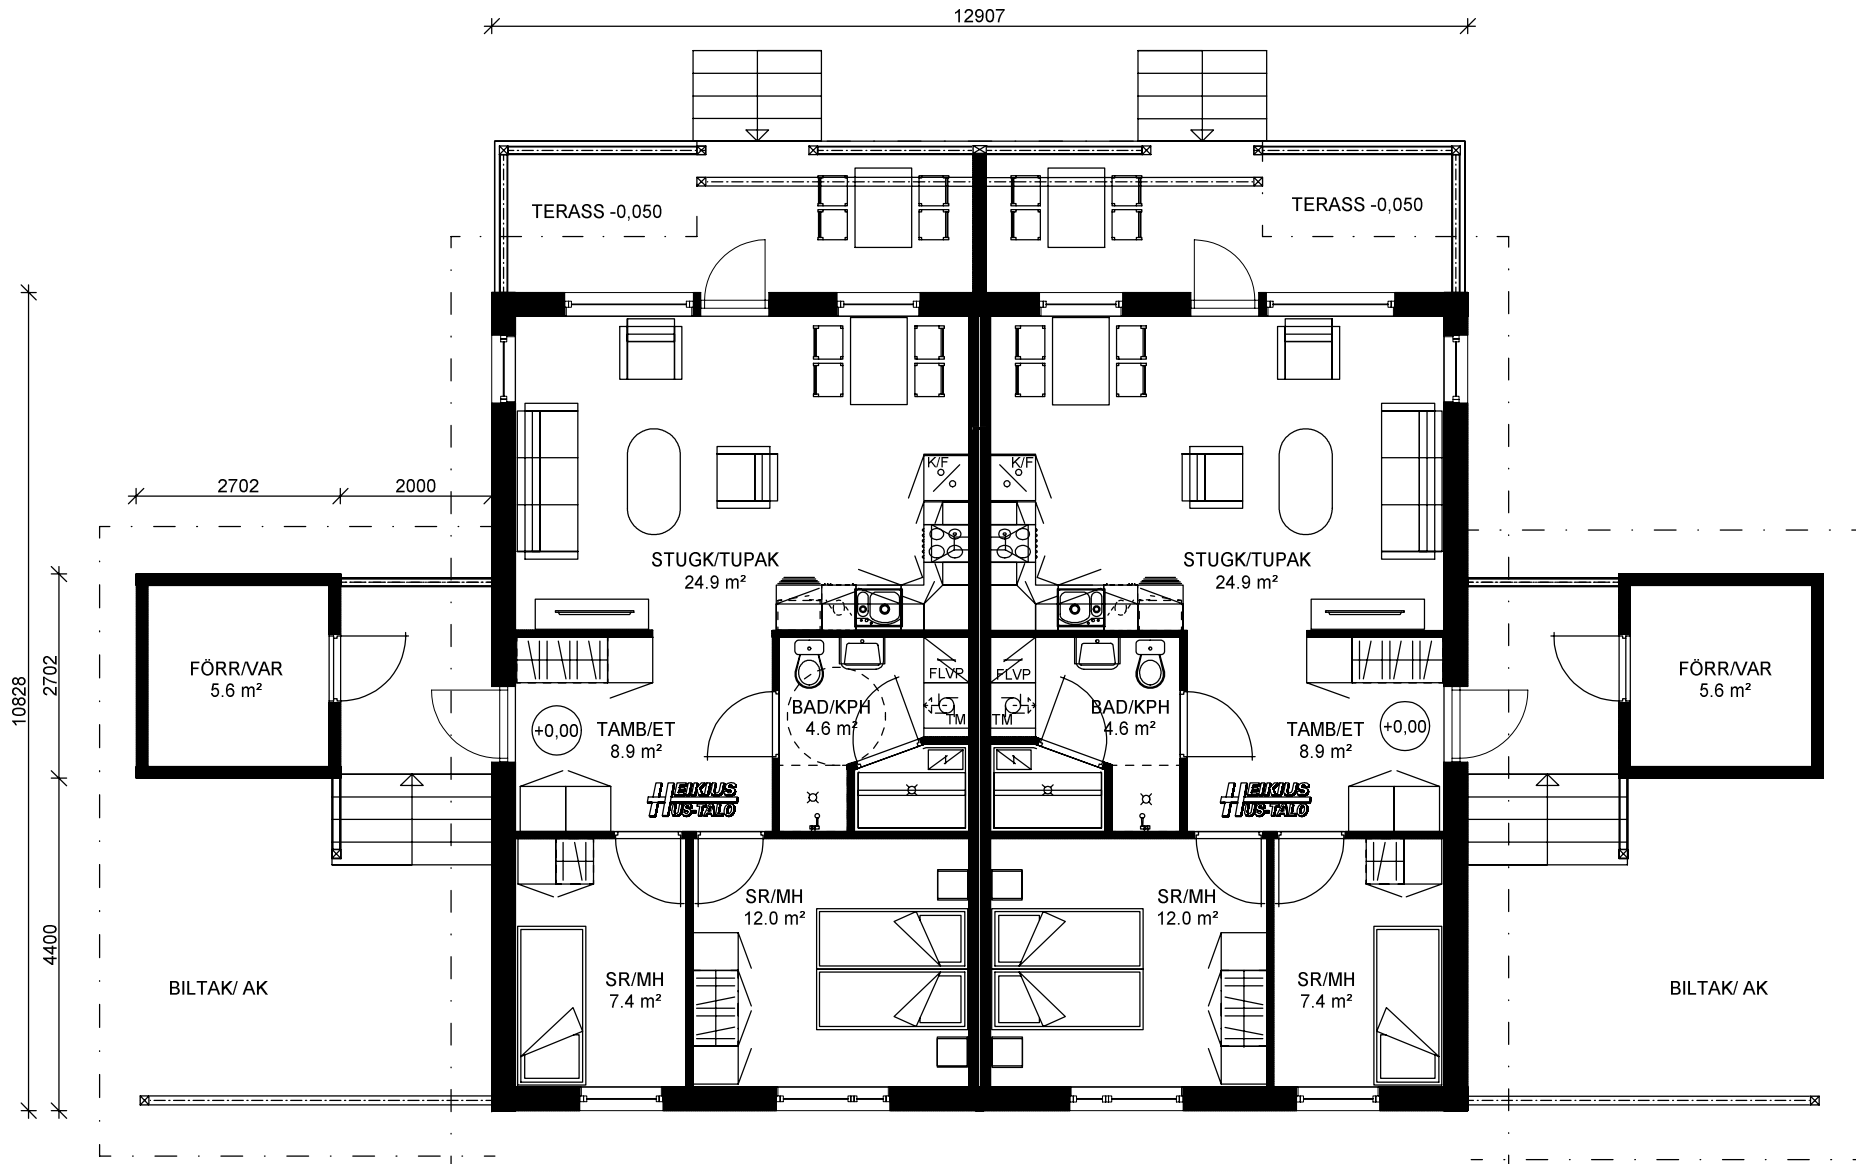 12907
TERASS -0,050
TERASS -0,050
K/F
K/F
2702
2000
STUGK/TUPAK
24.9 m²
STUGK/TUPAK
24.9 m²
10828
2702
4400
FÖRR/VAR
5.6 m²
FLVP
FLVP
FÖRR/VAR
5.6 m²
+0,00
TAMB/ET
8.9 m²
BAD/KPH
4.6 m²
TM
TM
BAD/KPH
4.6 m²
TAMB/ET
8.9 m²
+0,00
HEIKIUS
HUS-TALO
HEIKIUS
HUS-TALO
SR/MH
12.0 m²
SR/MH
12.0 m²
SR/MH
7.4 m²
SR/MH
7.4 m²
BILTAK/ AK
BILTAK/ AK